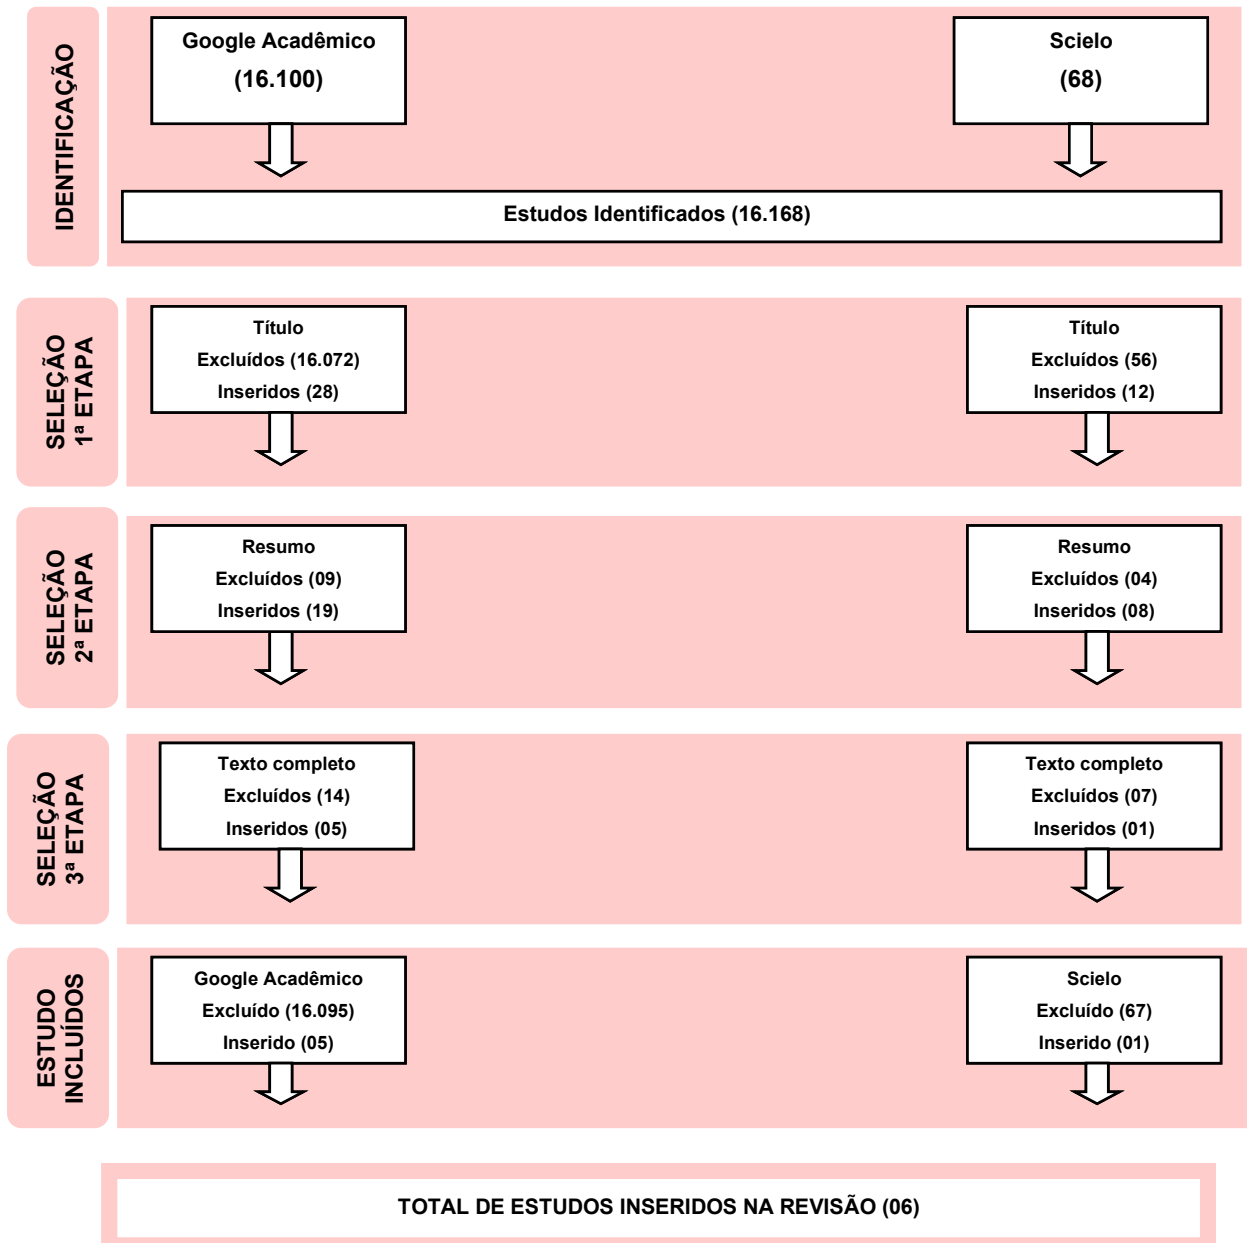 IDENTIFICAÇÃO
Google Acadêmico
(16.100)
Scielo
(68)
Estudos Identificados (16.168)
SELEÇÃO
1ª ETAPA
Título
Excluídos (16.072)
Inseridos (28)
Título
Excluídos (56)
Inseridos (12)
SELEÇÃO
2ª ETAPA
Resumo
Excluídos (09)
Inseridos (19)
Resumo
Excluídos (04)
Inseridos (08)
SELEÇÃO
3ª ETAPA
Texto completo
Excluídos (14)
Inseridos (05)
Texto completo
Excluídos (07)
Inseridos (01)
ESTUDO
INCLUÍDOS
Google Acadêmico
Excluído (16.095)
Inserido (05)
Scielo
Excluído (67)
Inserido (01)
TOTAL DE ESTUDOS INSERIDOS NA REVISÃO (06)